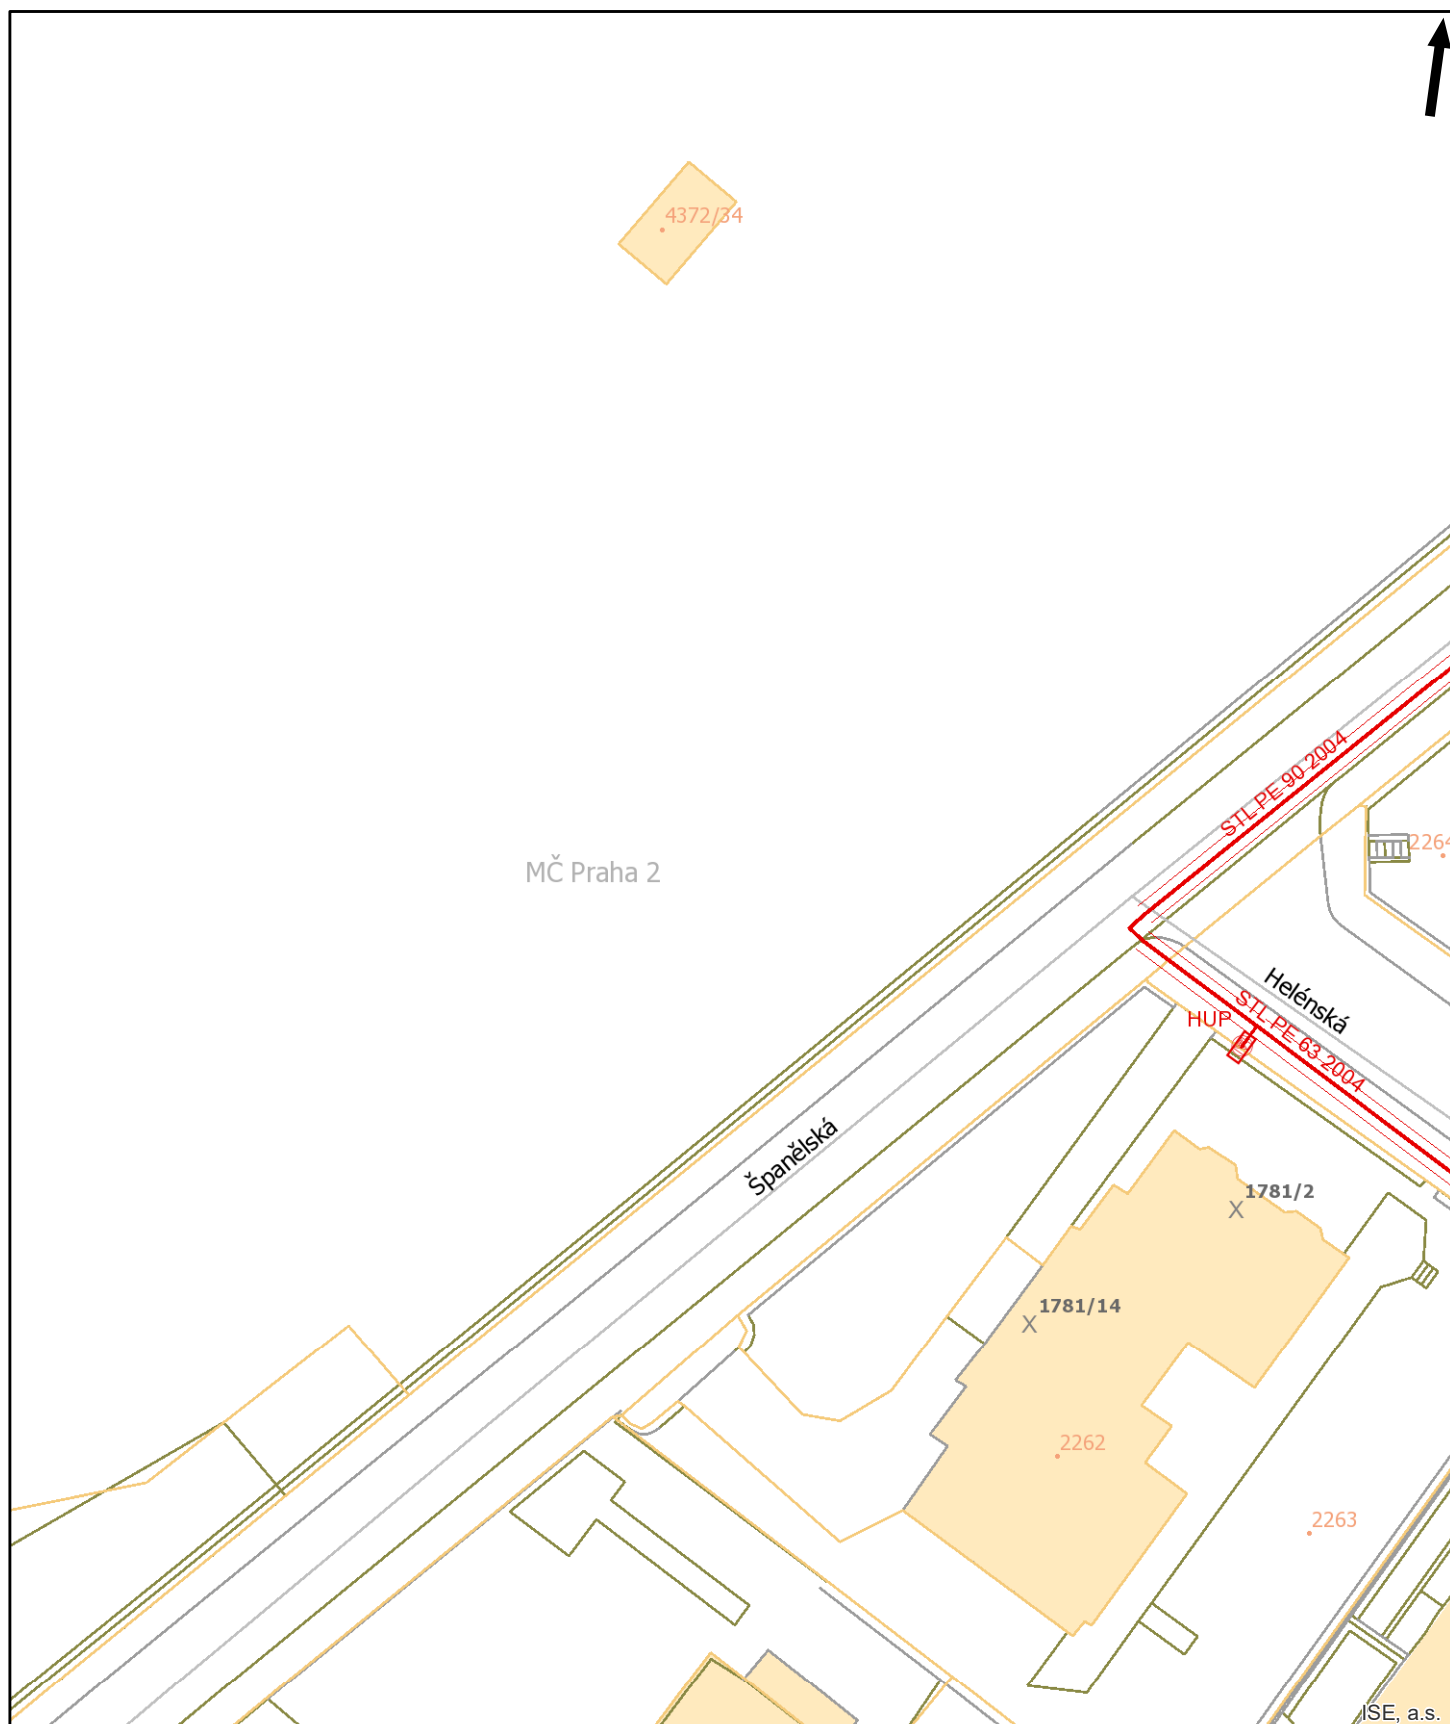 4372/34
STL PE 90 2004
2264
MČ Praha 2
Helénská
HUP
STL PE 63 2004
Španělská
1781/2
1781/14
2262
2263
ISE, a.s.